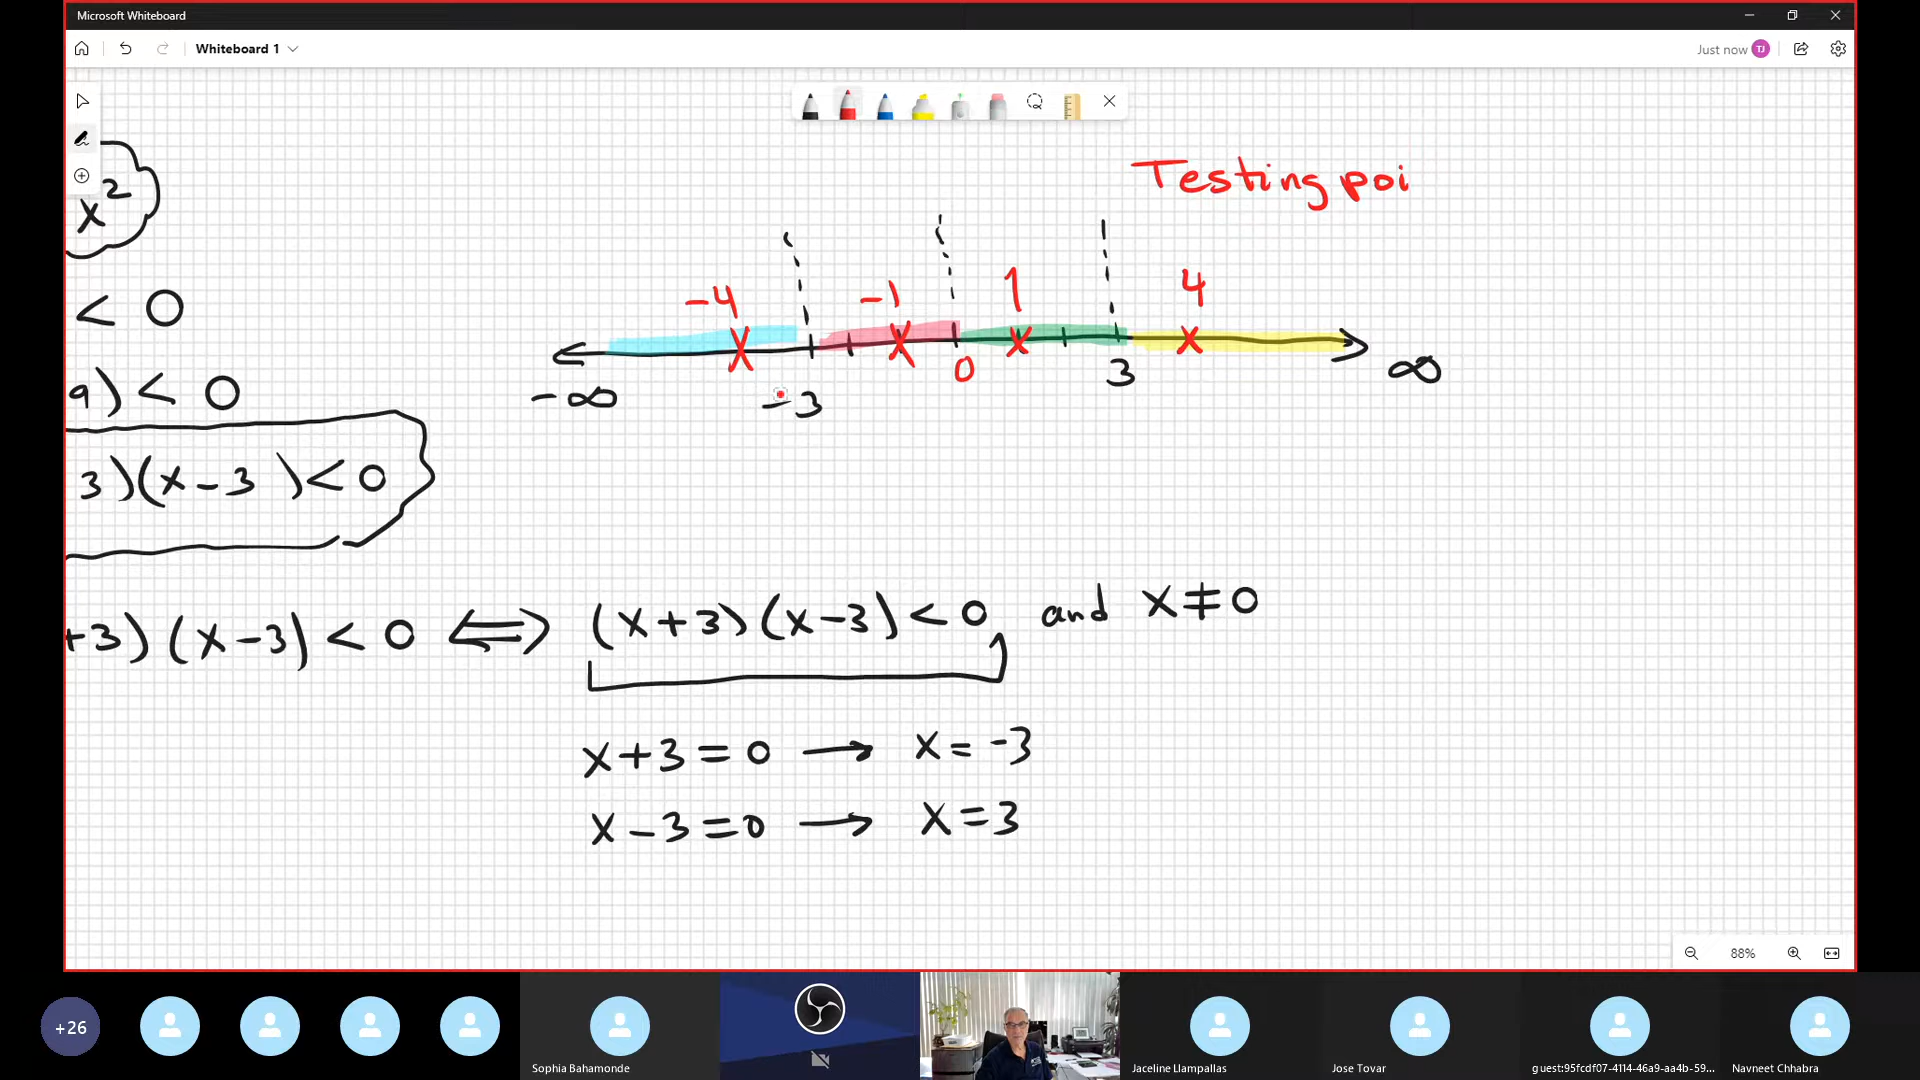 Microsoft Whiteboard
Whiteboard 1
Just now TJ
Testing poi
x²
-4 -1 1 4
< 0
0
-∞ -3 3 ∞
9) < 0
3)(x-3)<0
+3)(x-3) < 0 ⟺ (x+3)(x-3) < 0 and x≠0
x+3=0 → x=-3
x-3=0 → x=3
88%
+26
Sophia Bahamonde
Jaceline Llampallas
Jose Tovar
guest:95fcdf07-4114-46a9-aa4b-59...
Navneet Chhabra